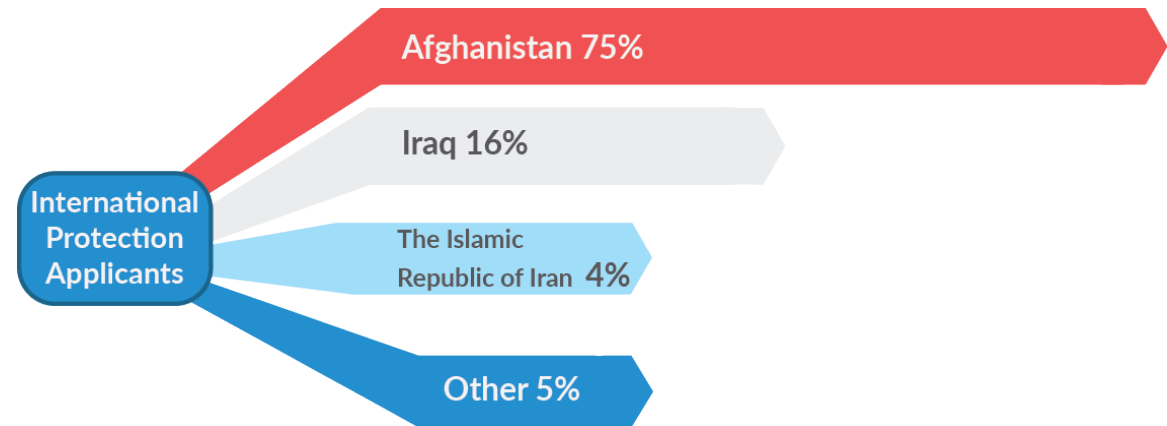 Afghanistan 75%
Iraq 16%
International
Protection
Applicants
The Islamic
Republic of Iran 4%
Other 5%